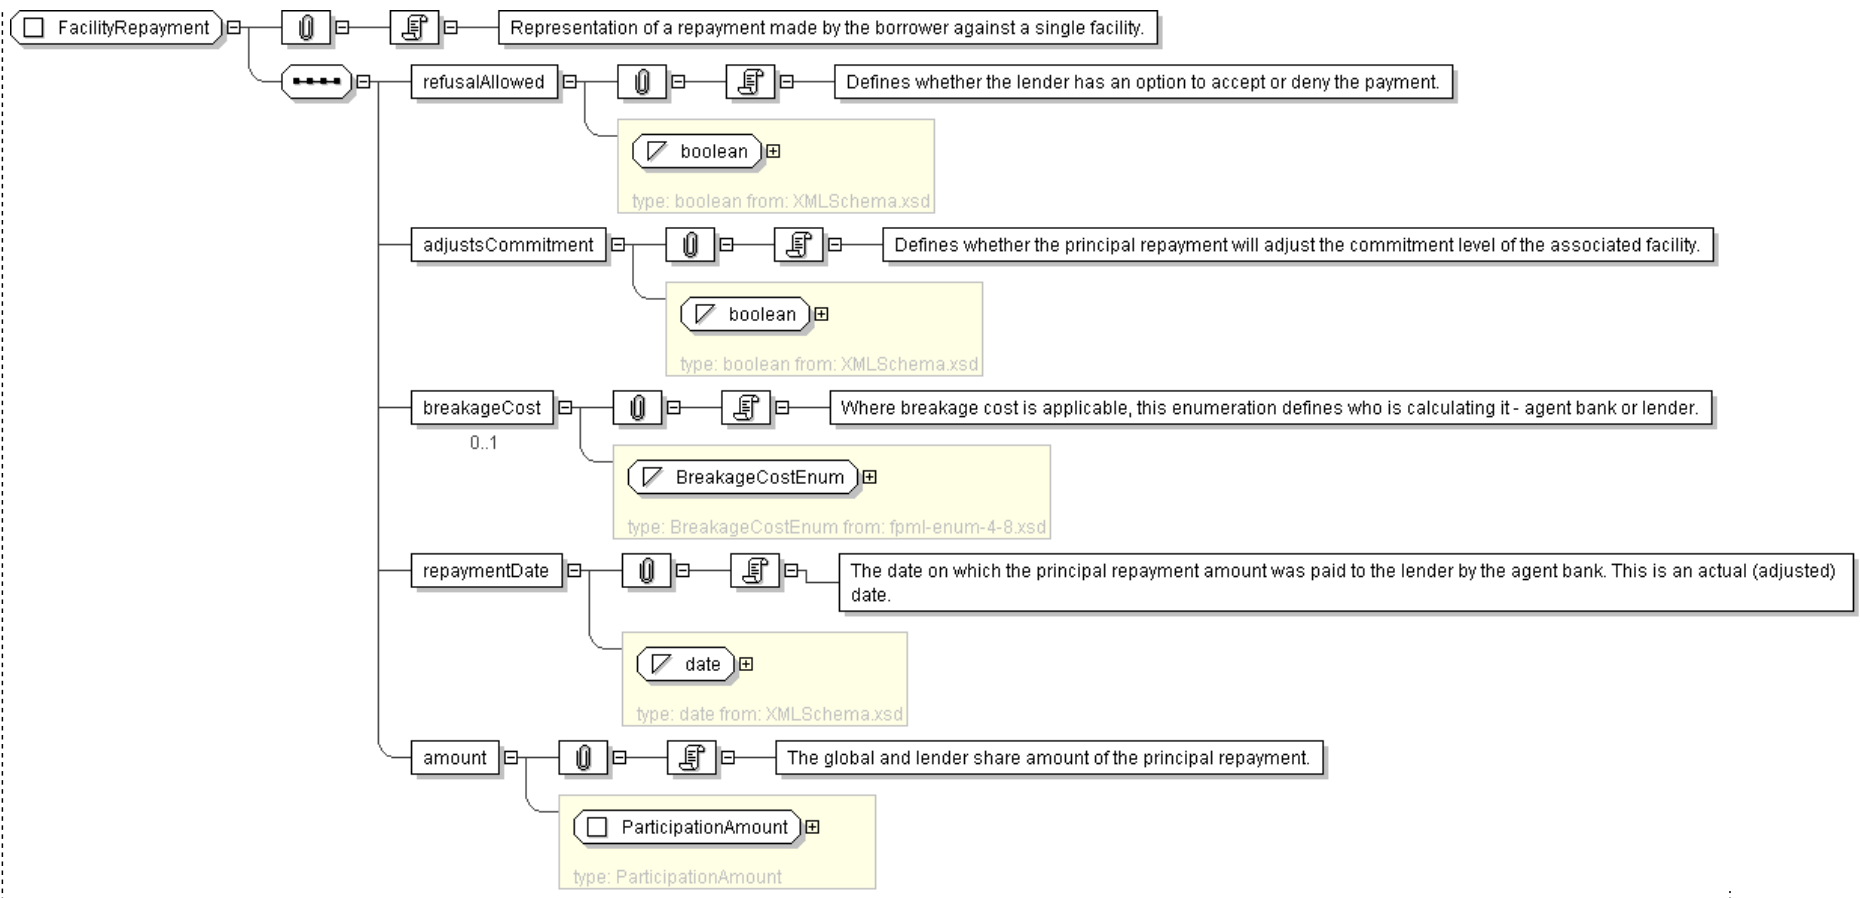 FacilityRepayment
Representation of a repayment made by the borrower against a single facility.
refusalAllowed
Defines whether the lender has an option to accept or deny the payment.
boolean
type: boolean from: XMLSchema.xsd
adjustsCommitment
Defines whether the principal repayment will adjust the commitment level of the associated facility.
boolean
type: boolean from: XMLSchema.xsd
breakageCost
Where breakage cost is applicable, this enumeration defines who is calculating it - agent bank or lender.
0..1
BreakageCostEnum
type: BreakageCostEnum from: fpml-enum-4-8.xsd
repaymentDate
The date on which the principal repayment amount was paid to the lender by the agent bank. This is an actual (adjusted)
date.
date
type: date from: XMLSchema.xsd
amount
The global and lender share amount of the principal repayment.
ParticipationAmount
type: ParticipationAmount